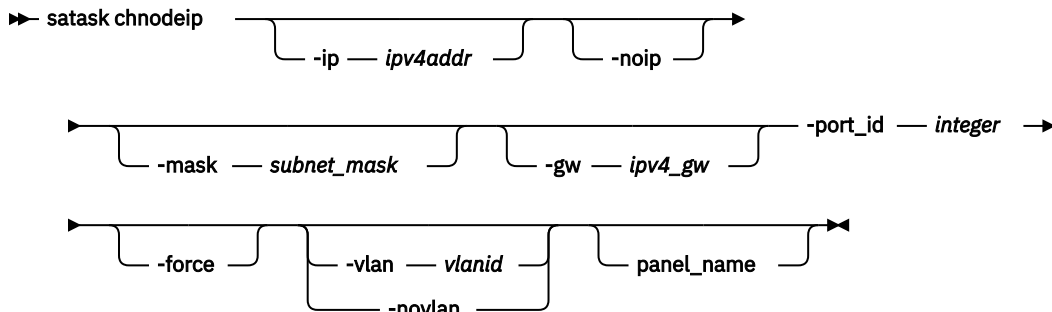 satask chnodeip
-ip ipv4addr -noip
-mask subnet_mask -gw ipv4_gw -port_id integer
-force -vlan vlanid panel_name
-novlan